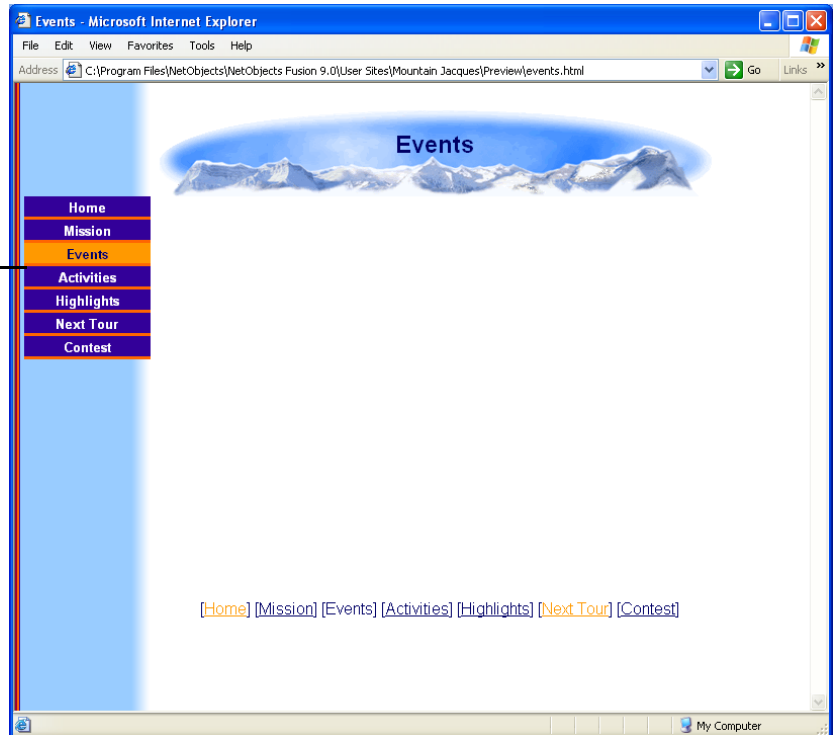 Events - Microsoft Internet Explorer
File Edit View Favorites Tools Help
Address C:\Program Files\NetObjects\NetObjects Fusion 9.0\User Sites\Mountain Jacques\Preview\events.html Go Links »
Events
Home
Mission
Events
Activities
Highlights
Next Tour
Contest
[Home] [Mission] [Events] [Activities] [Highlights] [Next Tour] [Contest]
My Computer